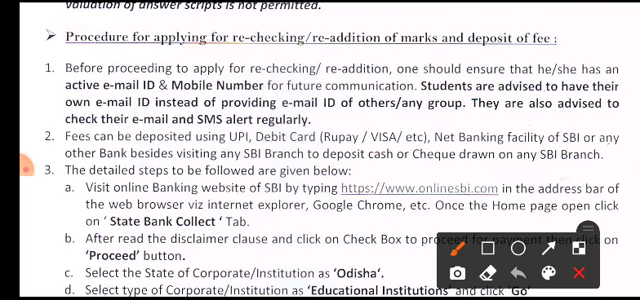 valuation of answer scripts is not permitted.
➤ Procedure for applying for re-checking/re-addition of marks and deposit of fee :
1. Before proceeding to apply for re-checking/ re-addition, one should ensure that he/she has an
active e-mail ID & Mobile Number for future communication. Students are advised to have their
own e-mail ID instead of providing e-mail ID of others/any group. They are also advised to
check their e-mail and SMS alert regularly.
2. Fees can be deposited using UPI, Debit Card (Rupay / VISA/ etc), Net Banking facility of SBI or any
other Bank besides visiting any SBI Branch to deposit cash or Cheque drawn on any SBI Branch.
3. The detailed steps to be followed are given below:
a. Visit online Banking website of SBI by typing https://www.onlinesbi.com in the address bar of
the web browser viz internet explorer, Google Chrome, etc. Once the Home page open click
on ‘ State Bank Collect ‘ Tab.
b. After read the disclaimer clause and click on Check Box to proceed for payment then click on
‘Proceed’ button.
c. Select the State of Corporate/Institution as ‘Odisha‘.
d. Select type of Corporate/Institution as ‘Educational Institutions’ and click ‘Go’